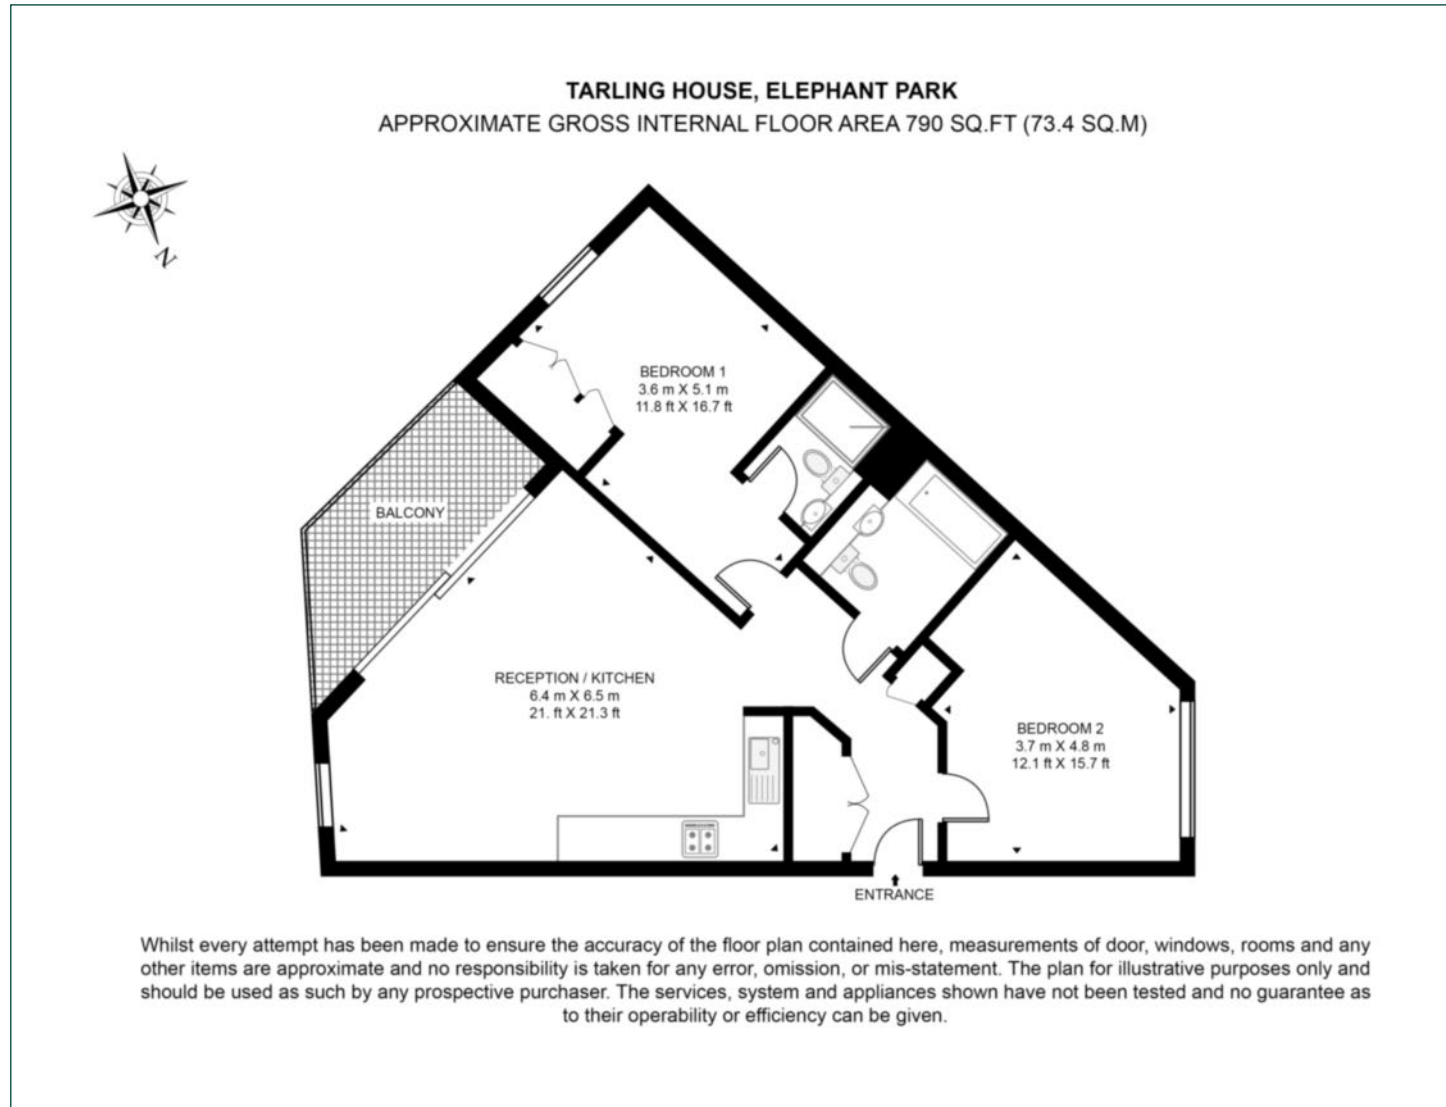 TARLING HOUSE, ELEPHANT PARK
APPROXIMATE GROSS INTERNAL FLOOR AREA 790 SQ.FT (73.4 SQ.M)
N
BEDROOM 1
3.6 m X 5.1 m
11.8 ft X 16.7 ft
BALCONY
RECEPTION / KITCHEN
6.4 m X 6.5 m
21. ft X 21.3 ft
BEDROOM 2
3.7 m X 4.8 m
12.1 ft X 15.7 ft
ENTRANCE
Whilst every attempt has been made to ensure the accuracy of the floor plan contained here, measurements of door, windows, rooms and any
other items are approximate and no responsibility is taken for any error, omission, or mis-statement. The plan for illustrative purposes only and
should be used as such by any prospective purchaser. The services, system and appliances shown have not been tested and no guarantee as
to their operability or efficiency can be given.